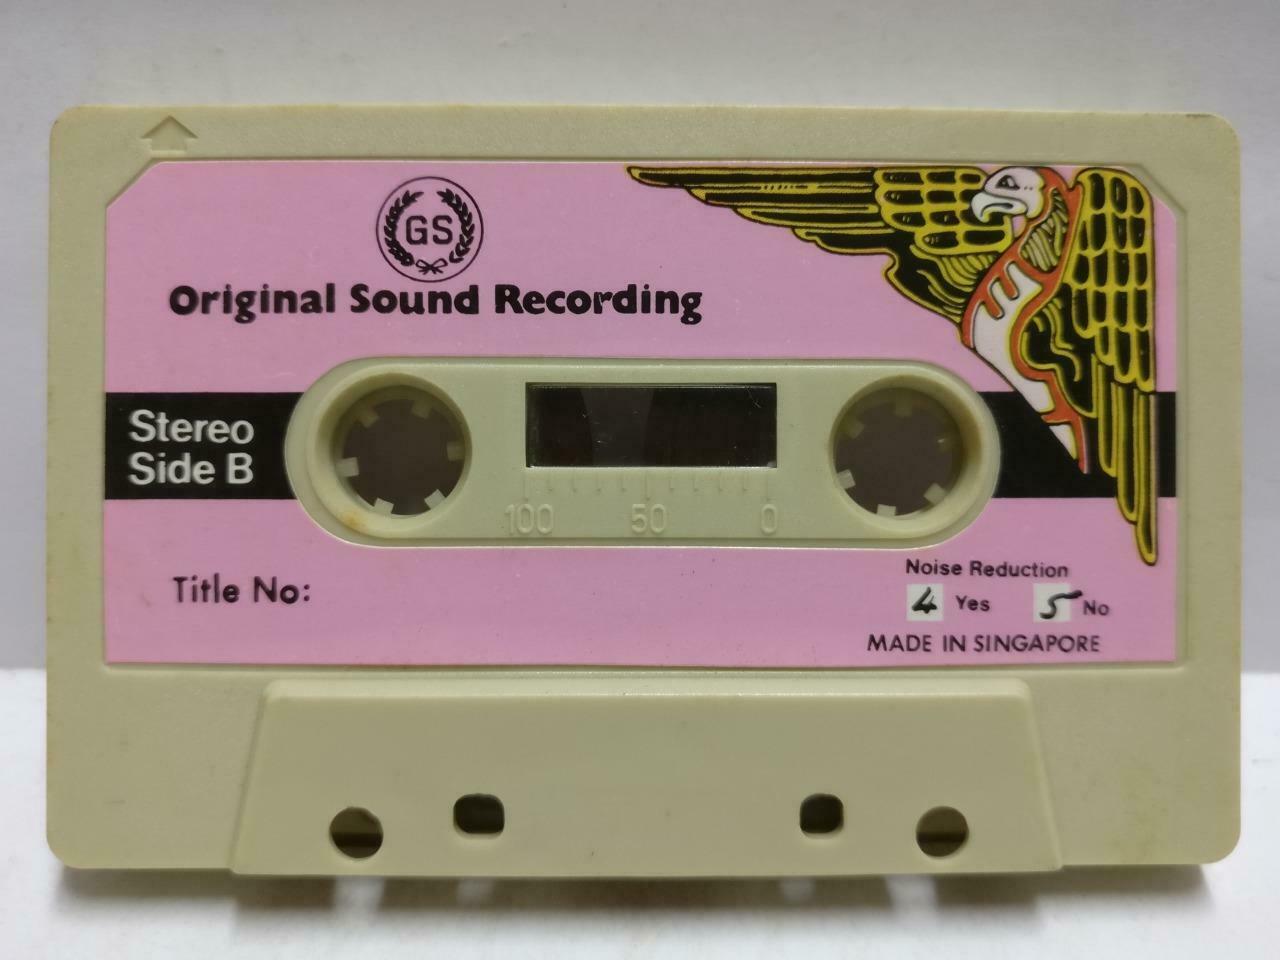 GS
Original Sound Recording
Stereo
Side B
100 50 0
Title No:
Noise Reduction
4 Yes 5 No
MADE IN SINGAPORE